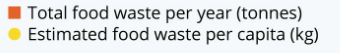 Total food waste per year (tonnes)
Estimated food waste per capita (kg)